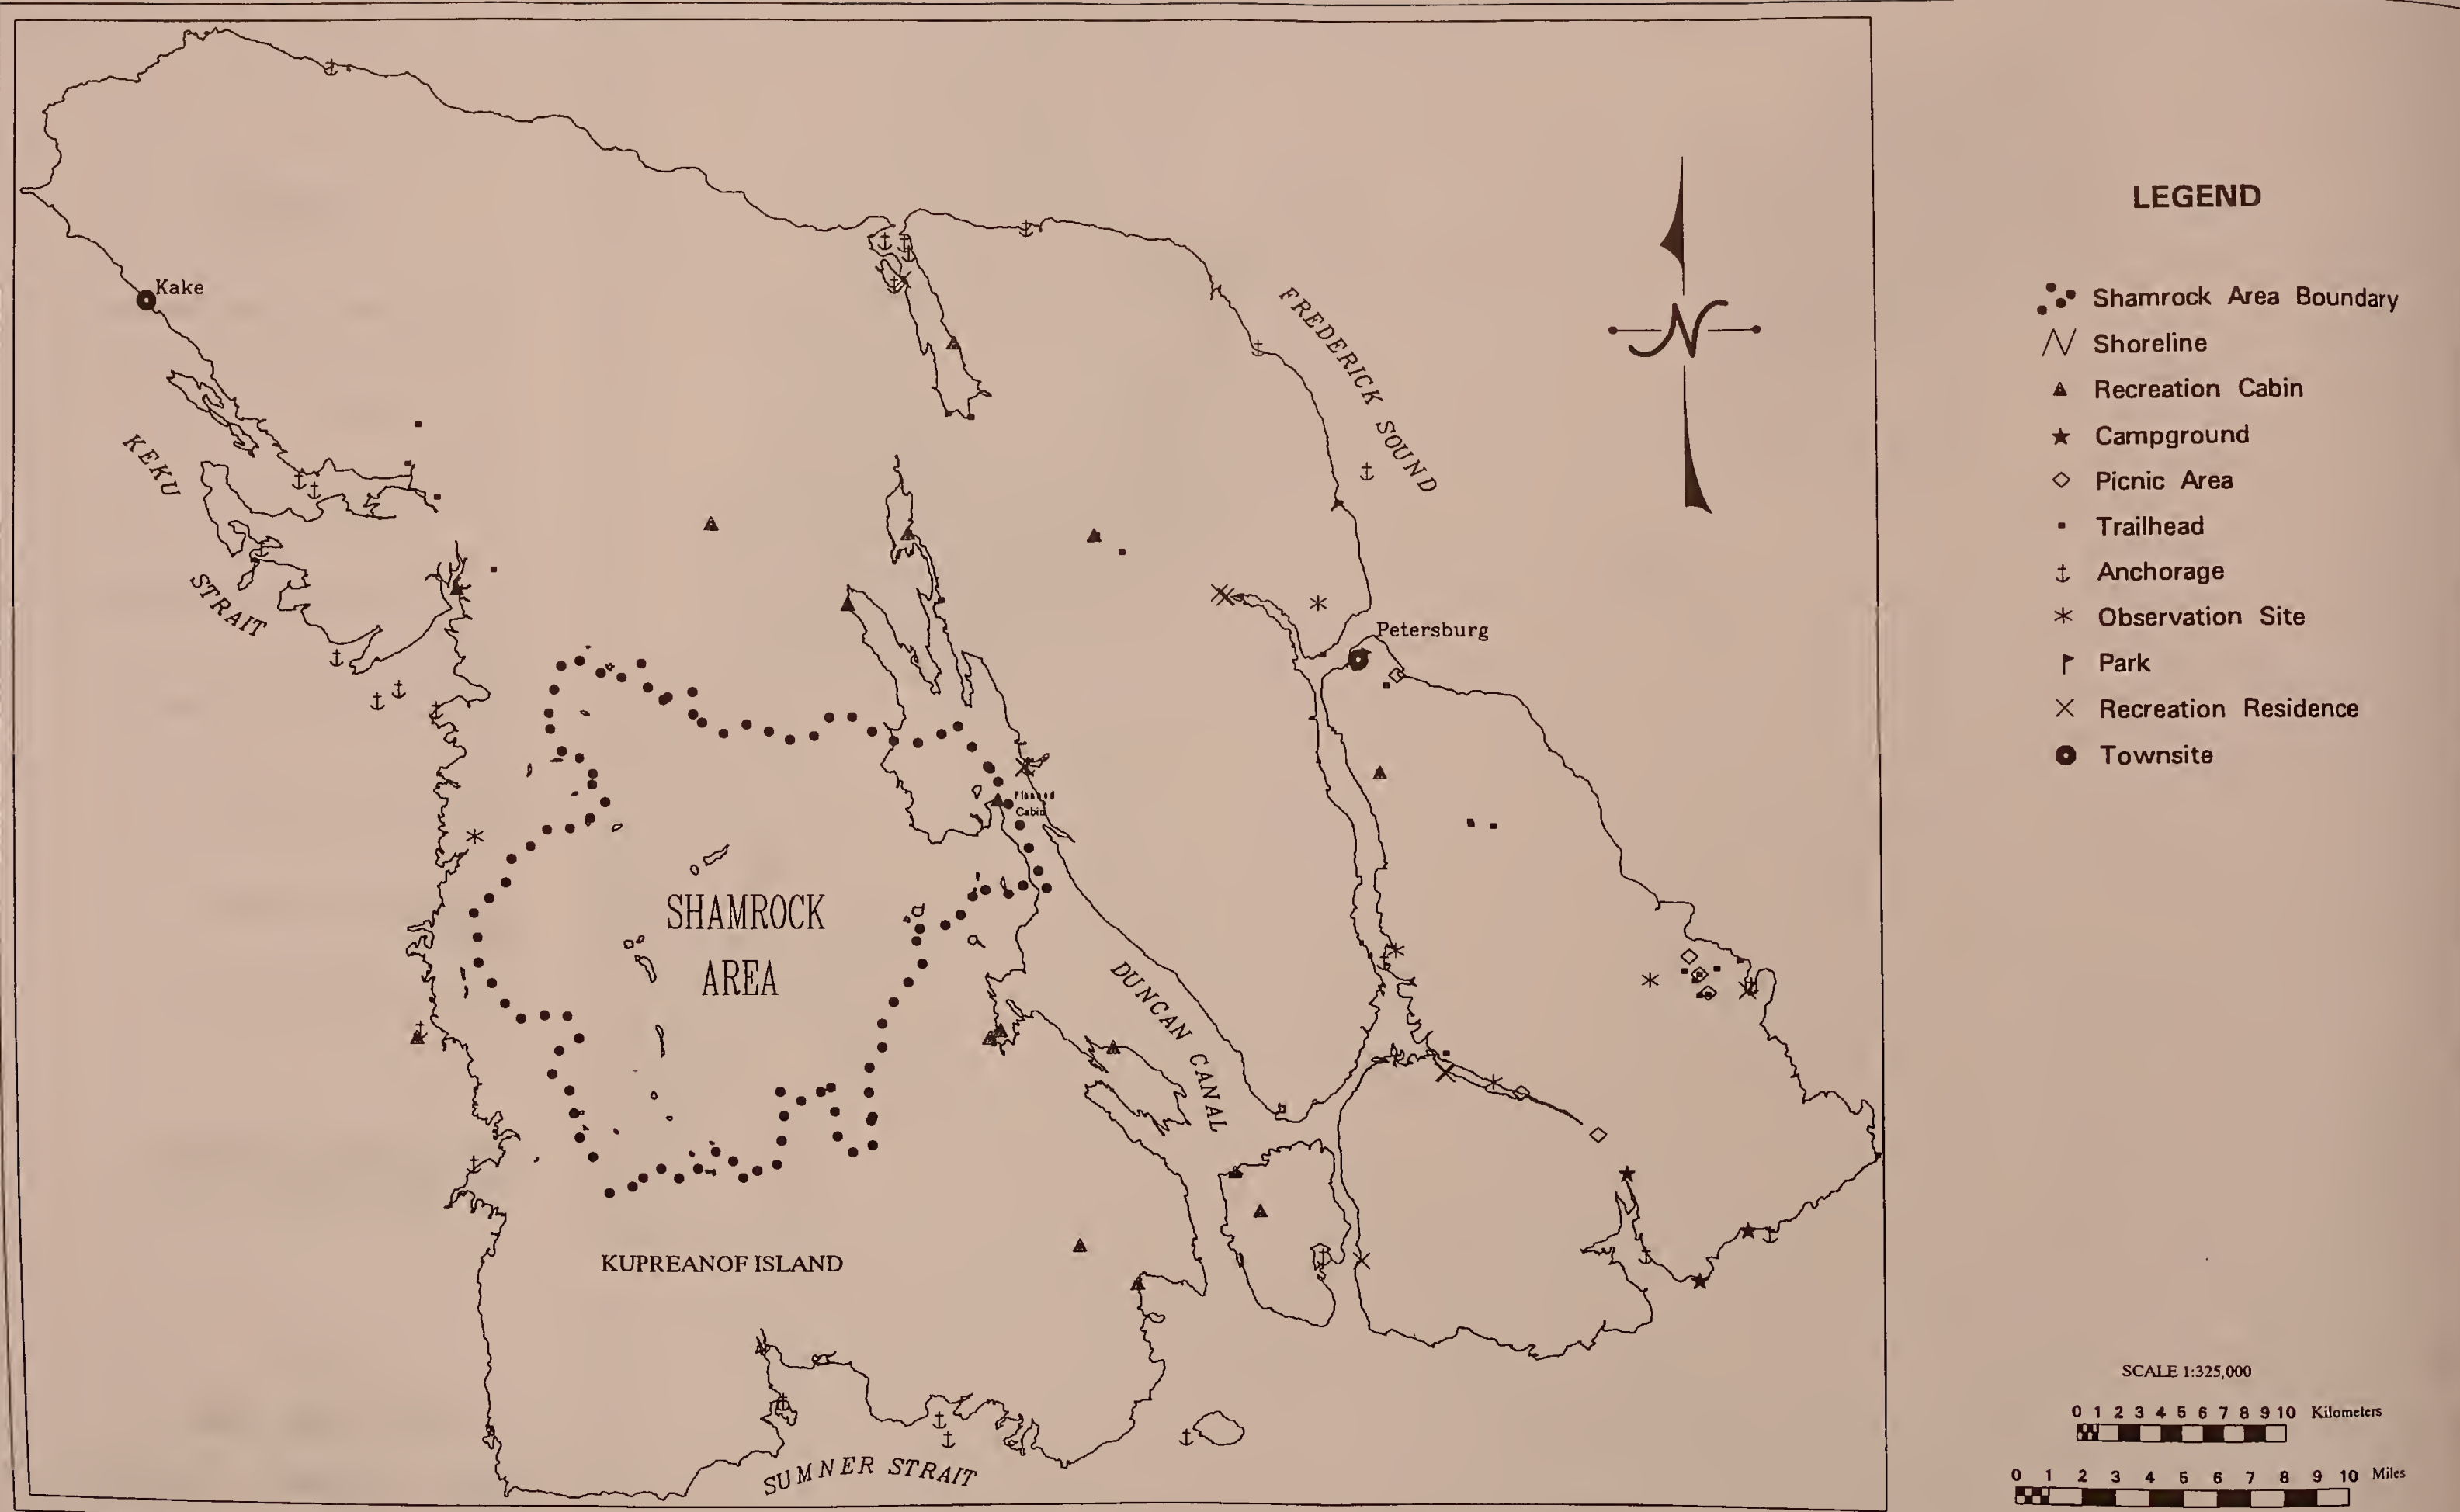 Kake
KEKU
STRAIT
FREDERICK SOUND
Petersburg
Planned
Cabin
SHAMROCK
AREA
DUNCAN CANAL
KUPREANOF ISLAND
SUMNER STRAIT
N
LEGEND
Shamrock Area Boundary
Shoreline
Recreation Cabin
Campground
Picnic Area
Trailhead
Anchorage
Observation Site
Park
Recreation Residence
Townsite
SCALE 1:325,000
0 1 2 3 4 5 6 7 8 9 10 Kilometers
0 1 2 3 4 5 6 7 8 9 10 Miles